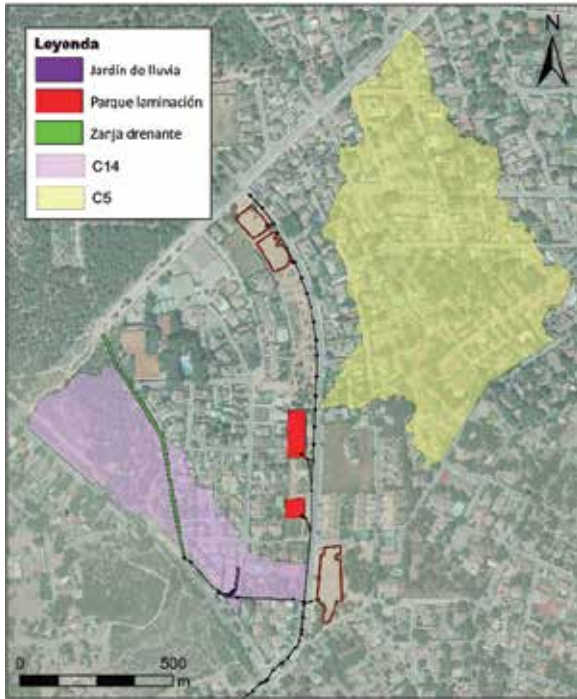 Leyenda
Jardín de lluvia
Parque laminación
Zanja drenante
C14
C5
N
0 500
m